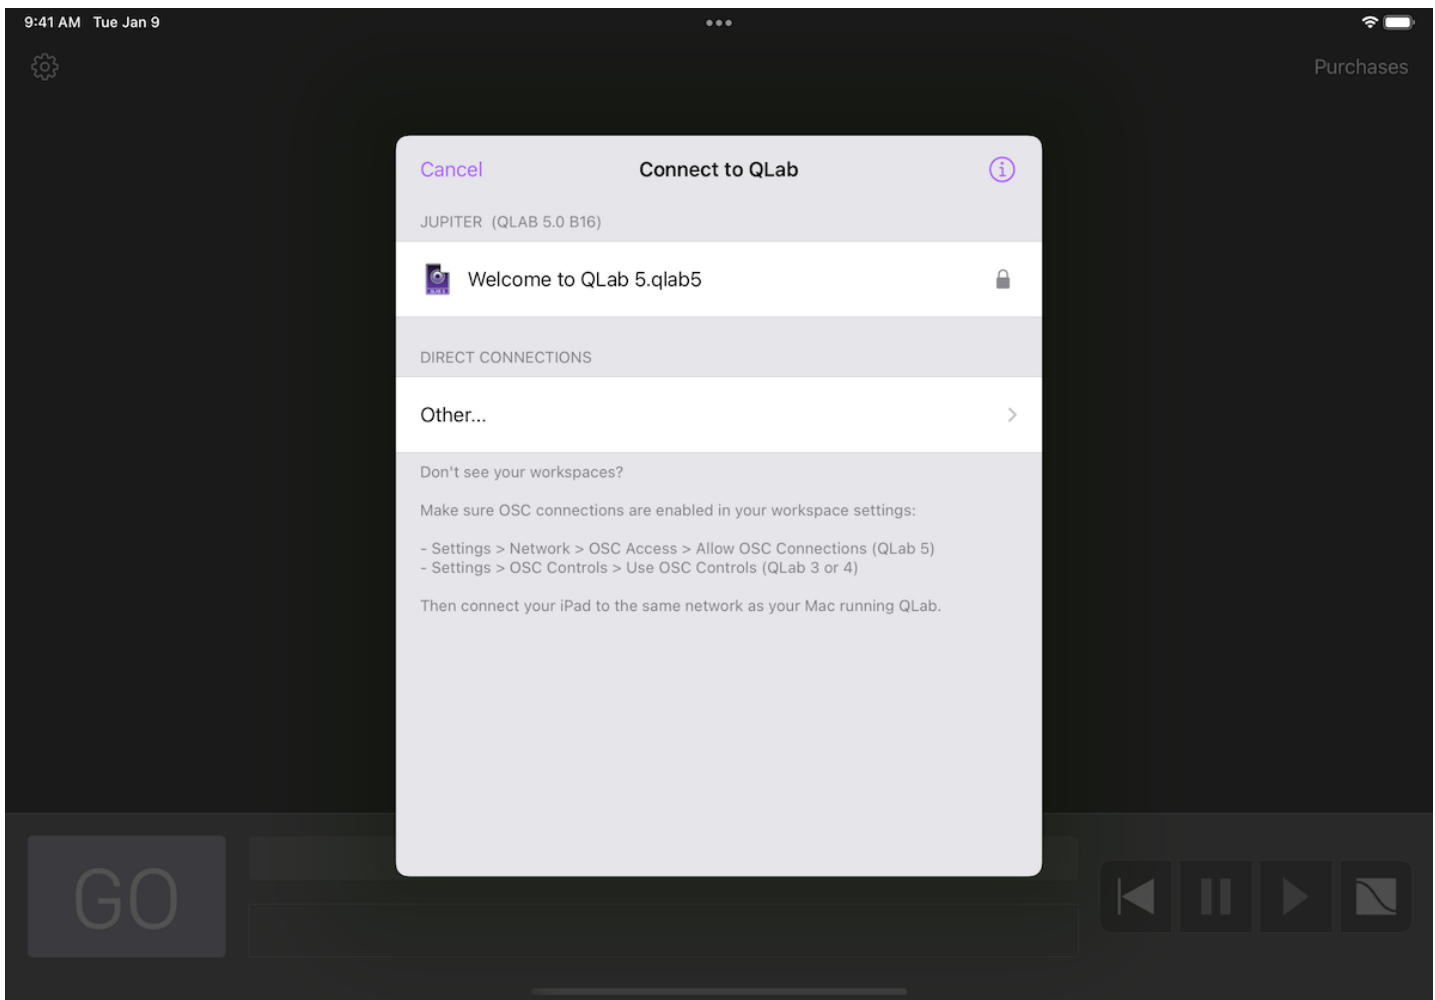 9:41 AM Tue Jan 9
Purchases
Cancel
Connect to QLab
JUPITER (QLAB 5.0 B16)
Welcome to QLab 5.qlab5
DIRECT CONNECTIONS
Other...
Don't see your workspaces?
Make sure OSC connections are enabled in your workspace settings:
- Settings > Network > OSC Access > Allow OSC Connections (QLab 5)
- Settings > OSC Controls > Use OSC Controls (QLab 3 or 4)
Then connect your iPad to the same network as your Mac running QLab.
GO